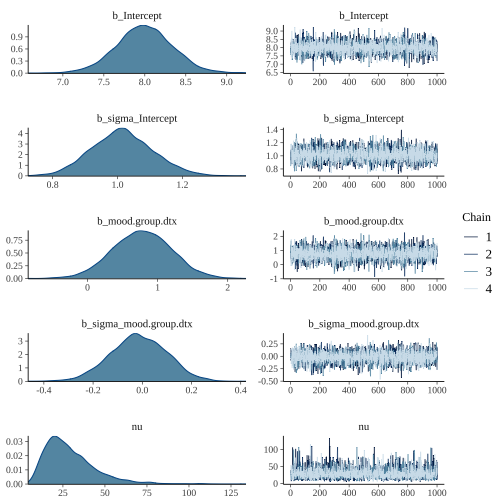 b_Intercept
0.9
0.6
0.3
0.0
7.0 7.5 8.0 8.5 9.0
b_Intercept
9.0
8.5
8.0
7.5
7.0
6.5
0 200 400 600 800 1000
b_sigma_Intercept
4
3
2
1
0
0.8 1.0 1.2
b_sigma_Intercept
1.4
1.2
1.0
0.8
0 200 400 600 800 1000
b_mood.group.dtx
0.75
0.50
0.25
0.00
0 1 2
b_mood.group.dtx
2
1
0
-1
0 200 400 600 800 1000
b_sigma_mood.group.dtx
3
2
1
0
-0.4 -0.2 0.0 0.2 0.4
b_sigma_mood.group.dtx
0.25
0.00
-0.25
-0.50
0 200 400 600 800 1000
nu
0.03
0.02
0.01
0.00
25 50 75 100 125
nu
100
50
0
0 200 400 600 800 1000
Chain
1
2
3
4